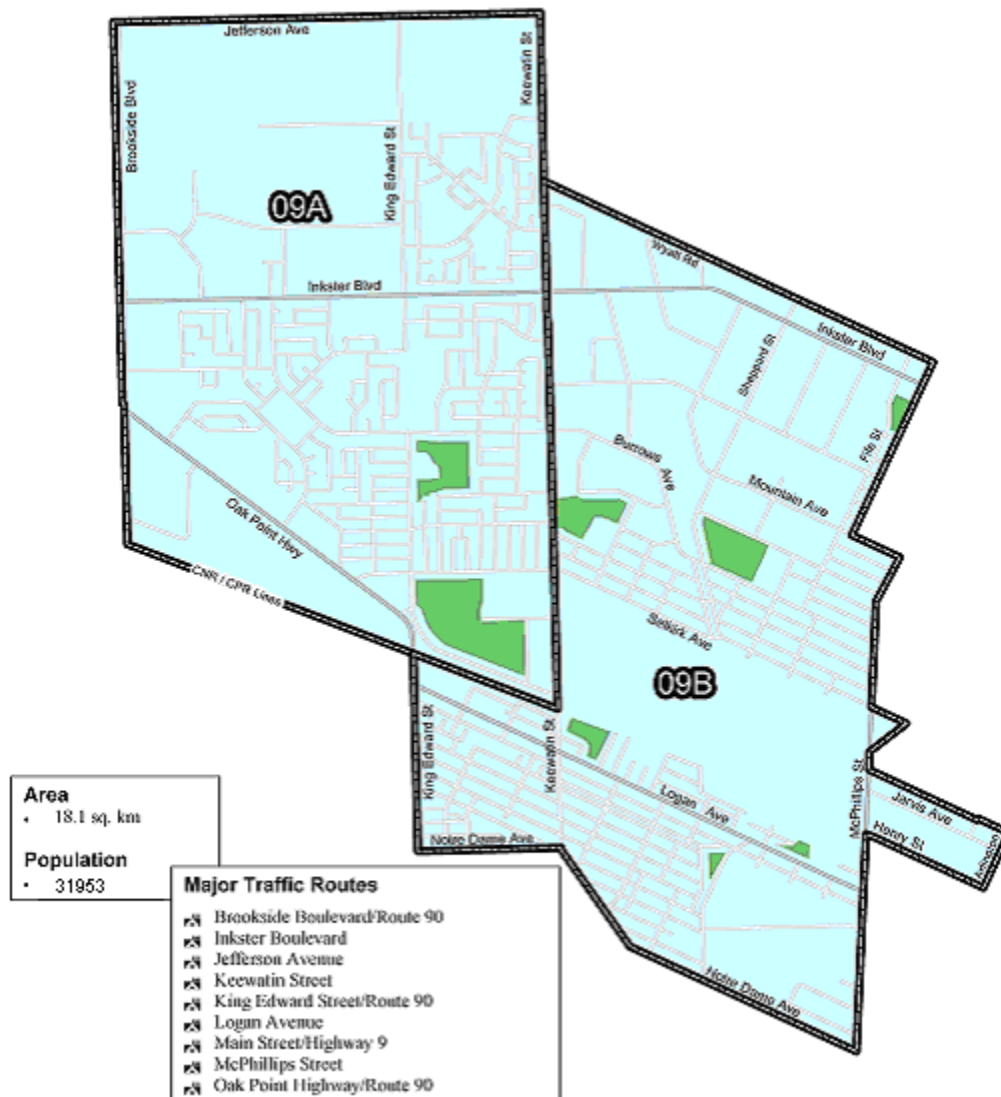 Jefferson Ave
Keewatin St
Brookside Blvd
King Edward St
09A
Wyatt Rd
Inkster Blvd
Inkster Blvd
Sheppard St
Fife St
Burrows Ave
Mountain Ave
Oak Point Hwy
CNR / CPR Lines
Selkirk Ave
09B
King Edward St
Keewatin St
McPhillips St
Logan Ave
Jarvis Ave
Henry St
Notre Dame Ave
Notre Dame Ave
Area
• 18.1 sq. km
Population
• 31953
Major Traffic Routes
Brookside Boulevard/Route 90
Inkster Boulevard
Jefferson Avenue
Keewatin Street
King Edward Street/Route 90
Logan Avenue
Main Street/Highway 9
McPhillips Street
Oak Point Highway/Route 90